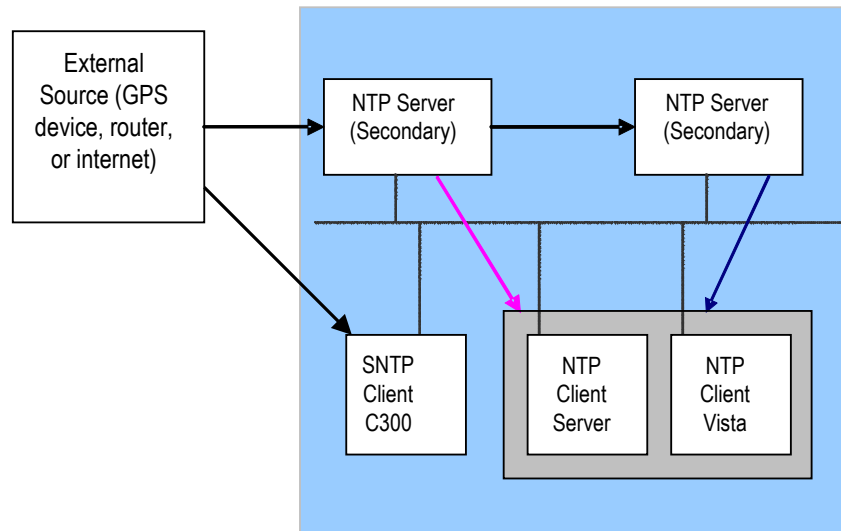 External
Source (GPS
device, router,
or internet)
NTP Server
(Secondary)
NTP Server
(Secondary)
SNTP
Client
C300
NTP
Client
Server
NTP
Client
Vista